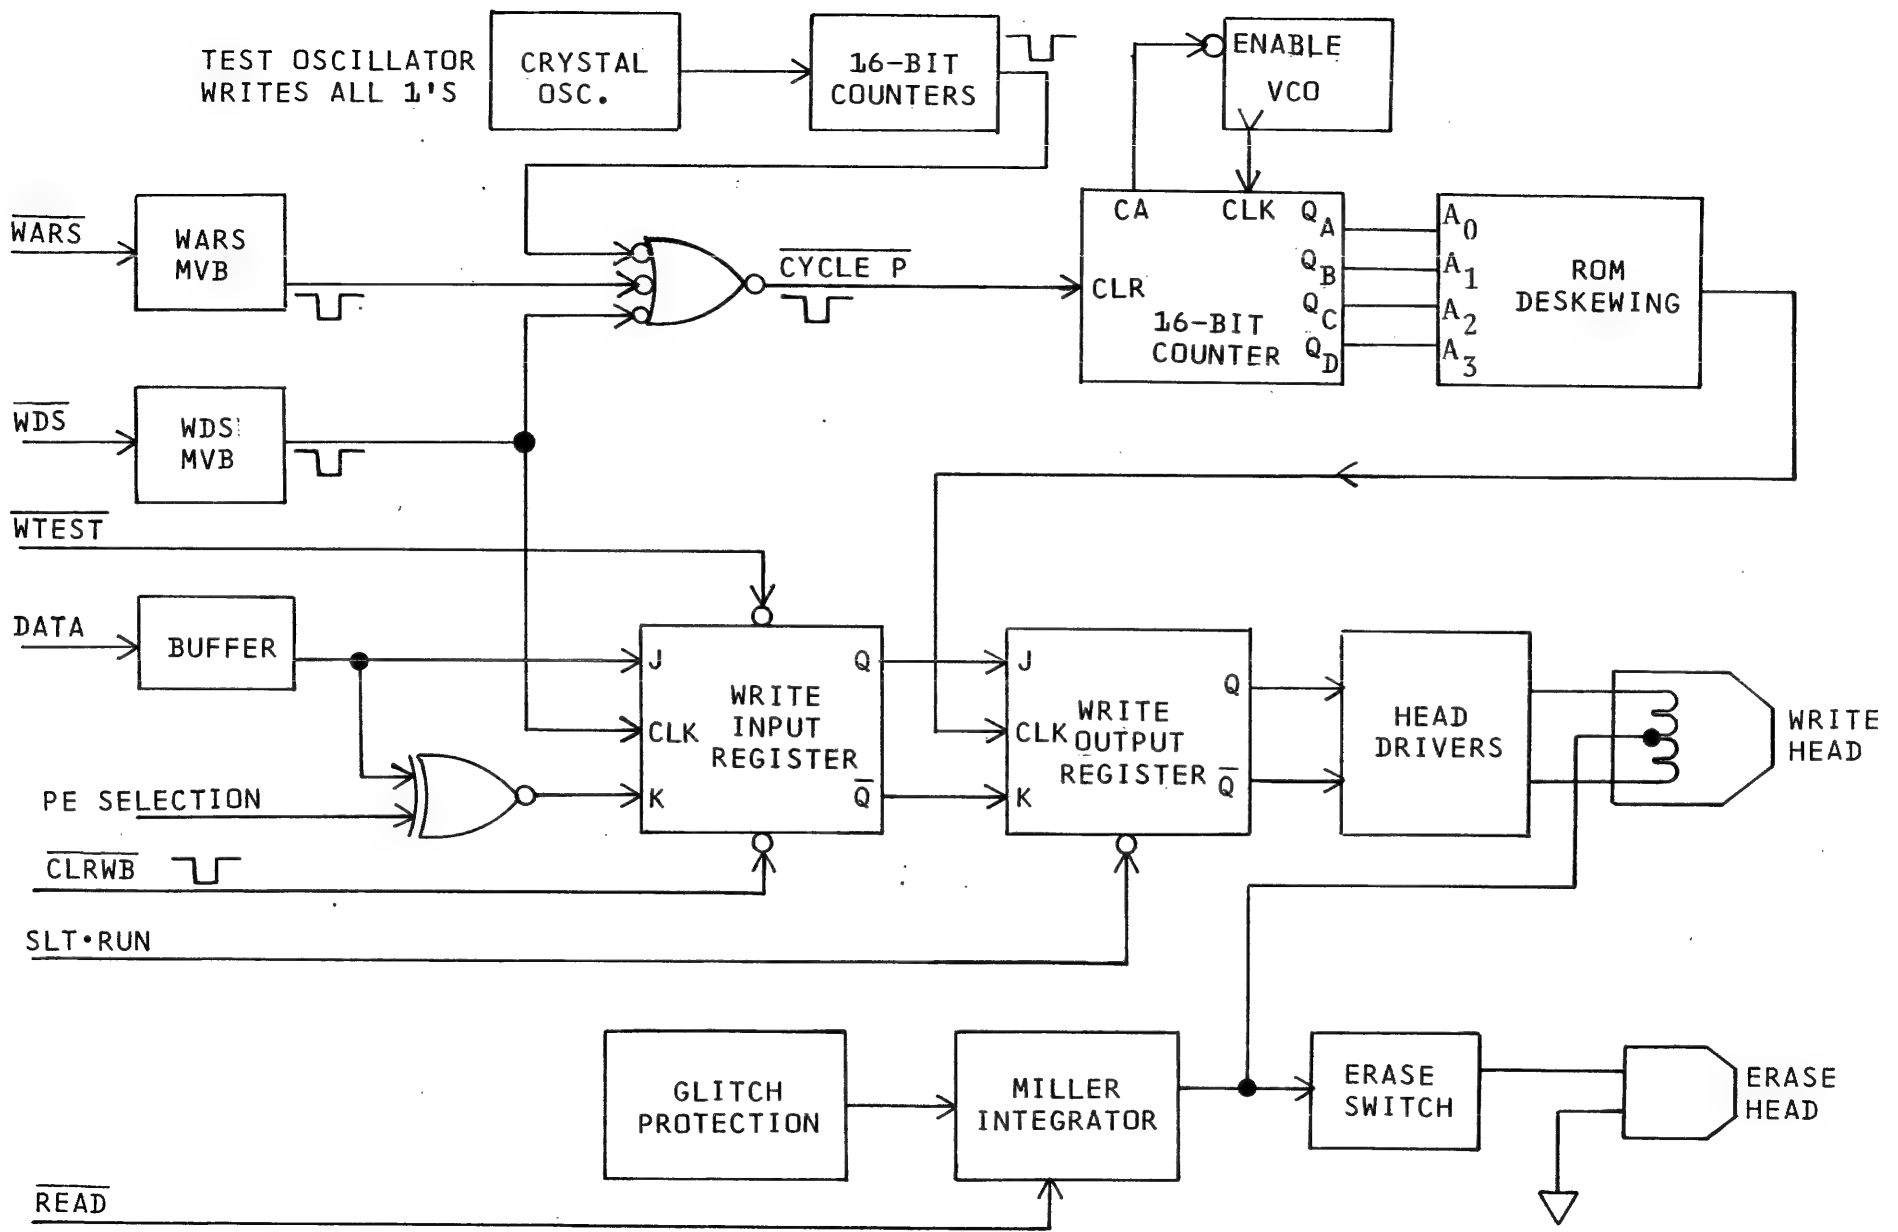 TEST OSCILLATOR
WRITES ALL 1'S
CRYSTAL
OSC.
16-BIT
COUNTERS
ENABLE
VCO
WARS
WARS
MVB
CYCLE P
CA
CLK
CLR
16-BIT
COUNTER
QA
QB
QC
QD
A0
A1
A2
A3
ROM
DESKEWING
WDS
WDS
MVB
WTEST
DATA
BUFFER
PE SELECTION
CLRWB
SLT•RUN
J
CLK
K
WRITE
INPUT
REGISTER
Q
Q̅
J
CLK
K
WRITE
OUTPUT
REGISTER
Q
Q̅
HEAD
DRIVERS
WRITE
HEAD
GLITCH
PROTECTION
MILLER
INTEGRATOR
ERASE
SWITCH
ERASE
HEAD
READ